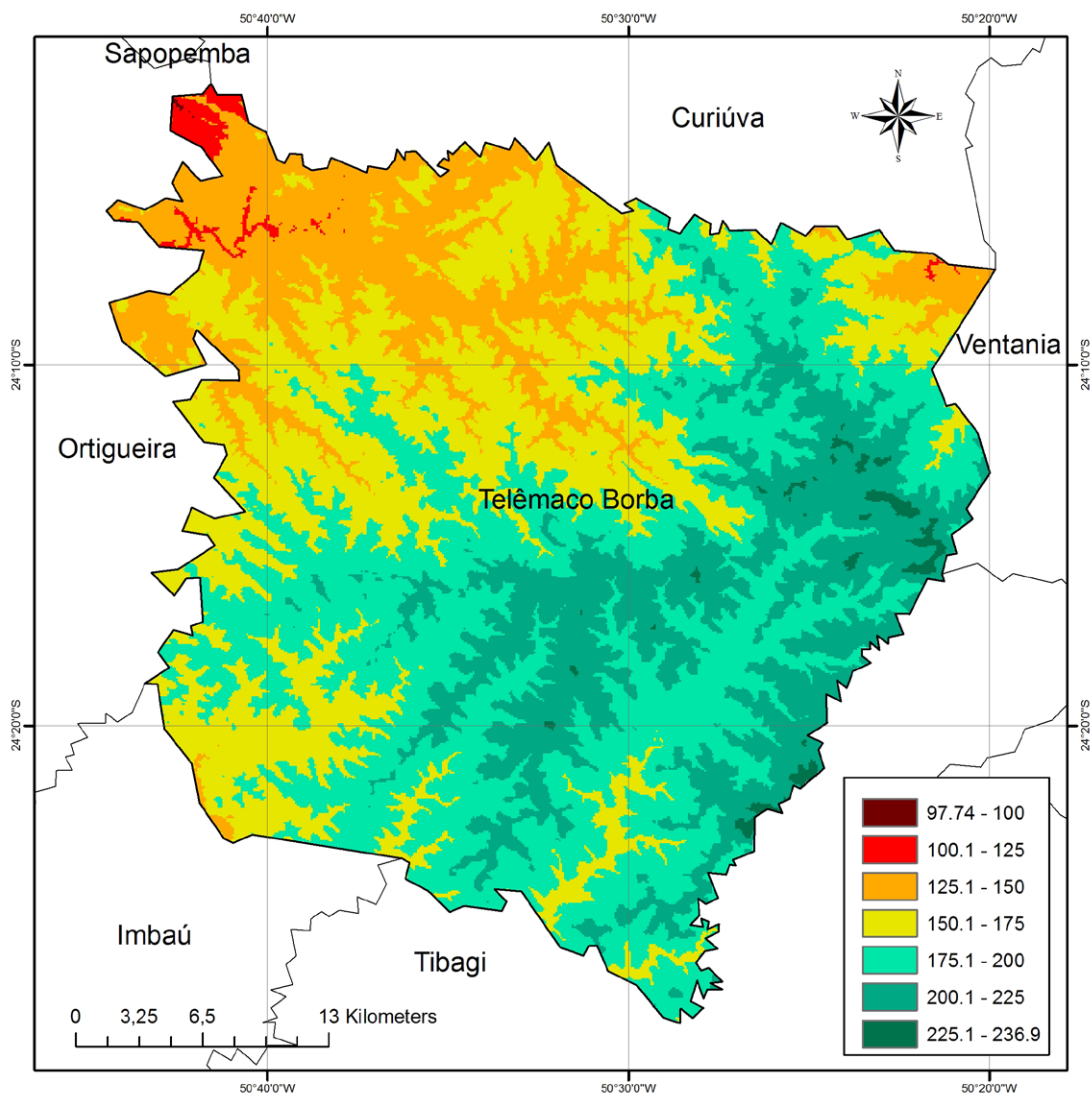 50°40'0"W
50°30'0"W
50°20'0"W
Sapopemba
Curiúva
N
W
E
S
Ventania
24°10'0"S
24°10'0"S
Ortigueira
Telêmaco Borba
24°20'0"S
24°20'0"S
97.74 - 100
100.1 - 125
125.1 - 150
150.1 - 175
175.1 - 200
200.1 - 225
225.1 - 236.9
Imbaú
Tibagi
0 3,25 6,5 13 Kilometers
50°40'0"W
50°30'0"W
50°20'0"W